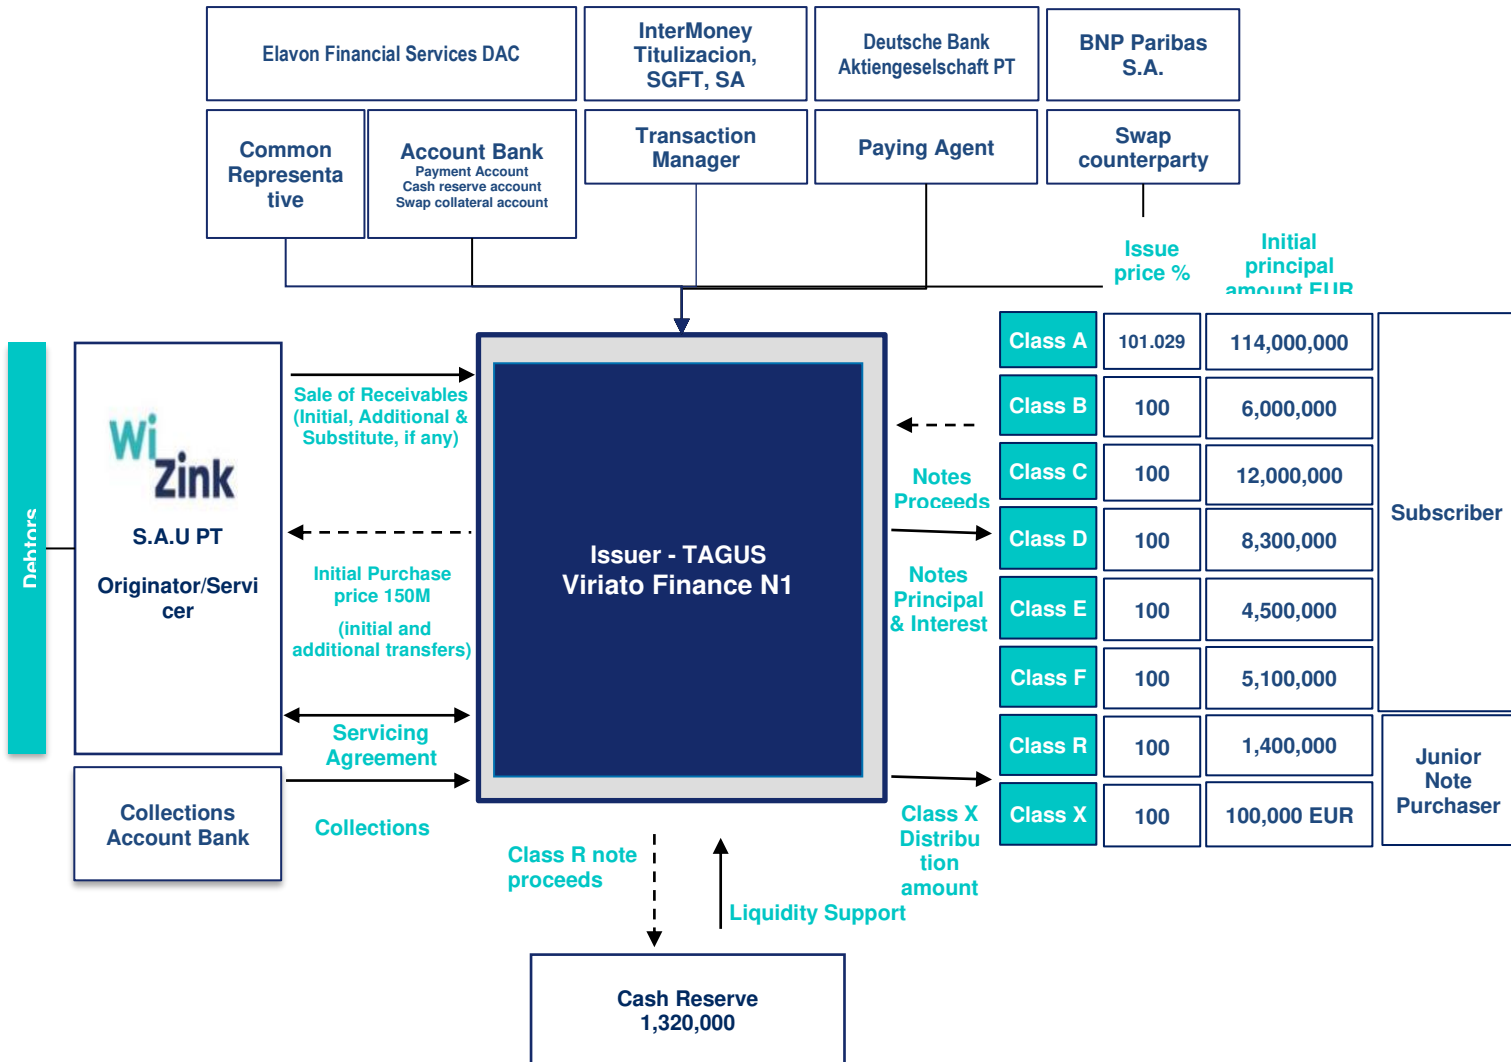 Elavon Financial Services DAC
InterMoney
Titulizacion,
SGFT, SA
Deutsche Bank
Aktiengeselschaft PT
BNP Paribas
S.A.
Common
Representa
tive
Account Bank
Payment Account
Cash reserve account
Swap collateral account
Transaction
Manager
Paying Agent
Swap
counterparty
Issue
price %
Initial
principal
amount EUR
Debtors
Wi
Zink
S.A.U PT
Originator/Servi
cer
Collections
Account Bank
Sale of Receivables
(Initial, Additional &
Substitute, if any)
Initial Purchase
price 150M
(initial and
additional transfers)
Servicing
Agreement
Collections
Issuer - TAGUS
Viriato Finance N1
Notes
Proceeds
Notes
Principal
& Interest
Class X
Distribu
tion
amount
Class A 101.029 114,000,000
Class B 100 6,000,000
Class C 100 12,000,000
Class D 100 8,300,000
Class E 100 4,500,000
Class F 100 5,100,000
Class R 100 1,400,000
Class X 100 100,000 EUR
Subscriber
Junior
Note
Purchaser
Class R note
proceeds
Liquidity Support
Cash Reserve
1,320,000